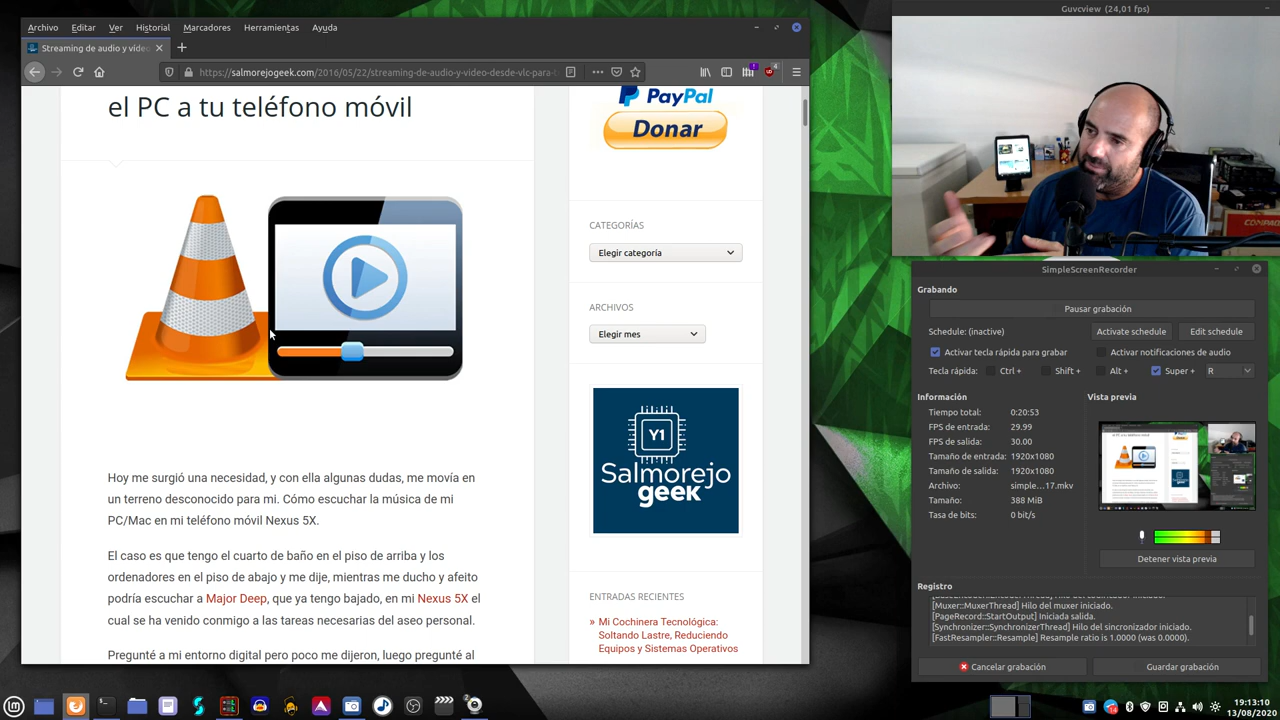 Archivo Editar Ver Historial Marcadores Herramientas Ayuda
Streaming de audio y video
https://salmorejogeek.com/2016/05/22/streaming-de-audio-y-video-desde-vlc-para-
4
el PC a tu teléfono móvil
PayPal
Donar
CATEGORÍAS
Elegir categoría
ARCHIVOS
Elegir mes
Y1
Salmorejo
geek
Hoy me surgió una necesidad, y con ella algunas dudas, me movía en
un terreno desconocido para mi. Cómo escuchar la música de mi
PC/Mac en mi teléfono móvil Nexus 5X.
El caso es que tengo el cuarto de baño en el piso de arriba y los
ordenadores en el piso de abajo y me dije, mientras me ducho y afeito
podría escuchar a Major Deep, que ya tengo bajado, en mi Nexus 5X el
cual se ha venido conmigo a las tareas necesarias del aseo personal.
Pregunté a mi entorno digital pero poco me dijeron, luego pregunté al
ENTRADAS RECIENTES
» Mi Cochinera Tecnológica:
Soltando Lastre, Reduciendo
Equipos y Sistemas Operativos
Guvcview (24,01 fps)
COMPAQ
SimpleScreenRecorder
Grabando
Pausar grabación
Schedule: (inactive) Activate schedule Edit schedule
Activar tecla rápida para grabar Activar notificaciones de audio
Tecla rápida: Ctrl + Shift + Alt + Super + R
Información
Tiempo total: 0:20:53
FPS de entrada: 29.99
FPS de salida: 30.00
Tamaño de entrada: 1920x1080
Tamaño de salida: 1920x1080
Archivo: simple...17.mkv
Tamaño: 388 MiB
Tasa de bits: 0 bit/s
Vista previa
Detener vista previa
Registro
[Muxer::MuxerThread] Hilo del muxer iniciado.
[PageRecord::StartOutput] Iniciada salida.
[Synchronizer::SynchronizerThread] Hilo del sincronizador iniciado.
[FastResampler::Resample] Resample ratio is 1.0000 (was 0.0000).
Cancelar grabación Guardar grabación
19:13:10
13/08/2020